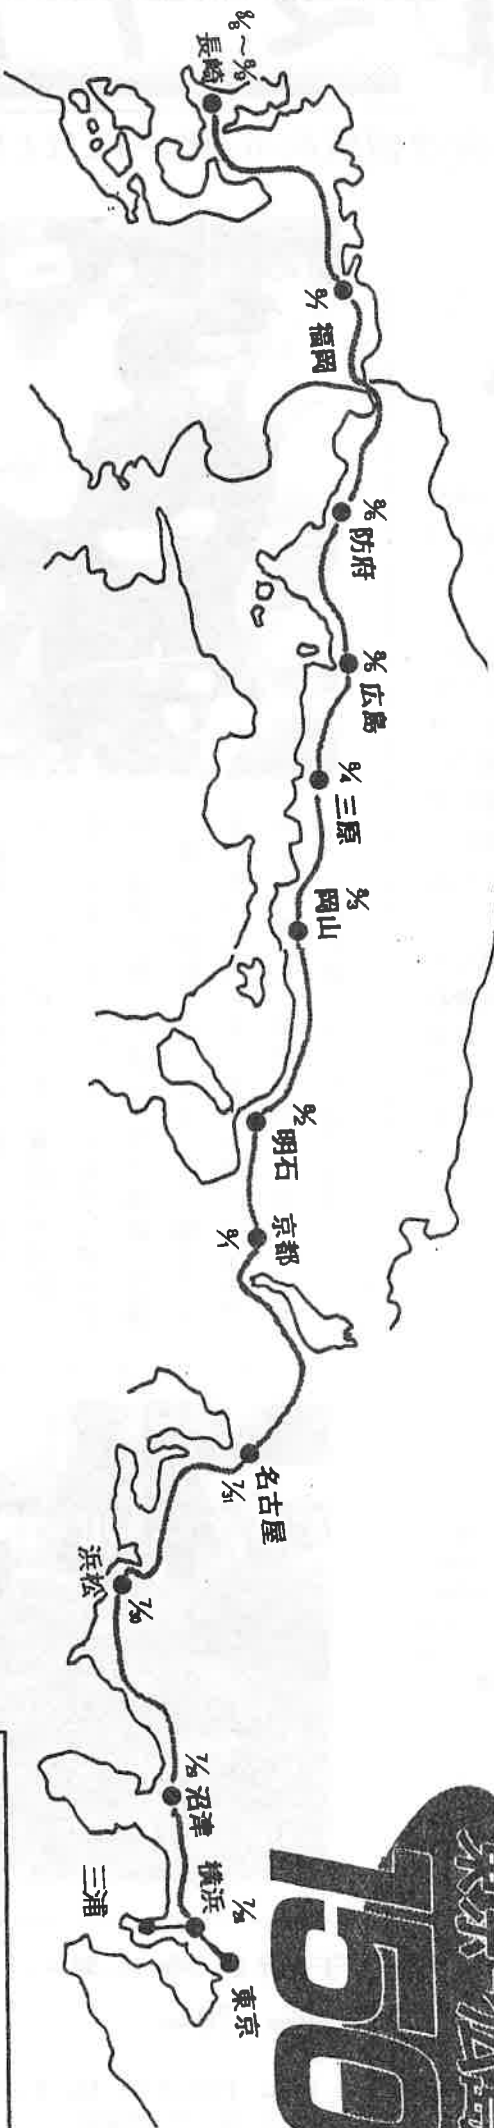 8/8～8/9
長崎
8/7
福岡
8/6
防府
8/5
広島
8/4
三原
8/3
岡山
8/2
明石
京都
8/1
名古屋
7/31
浜松
7/30
7/29
沼津
横浜
7/28
三浦
東京